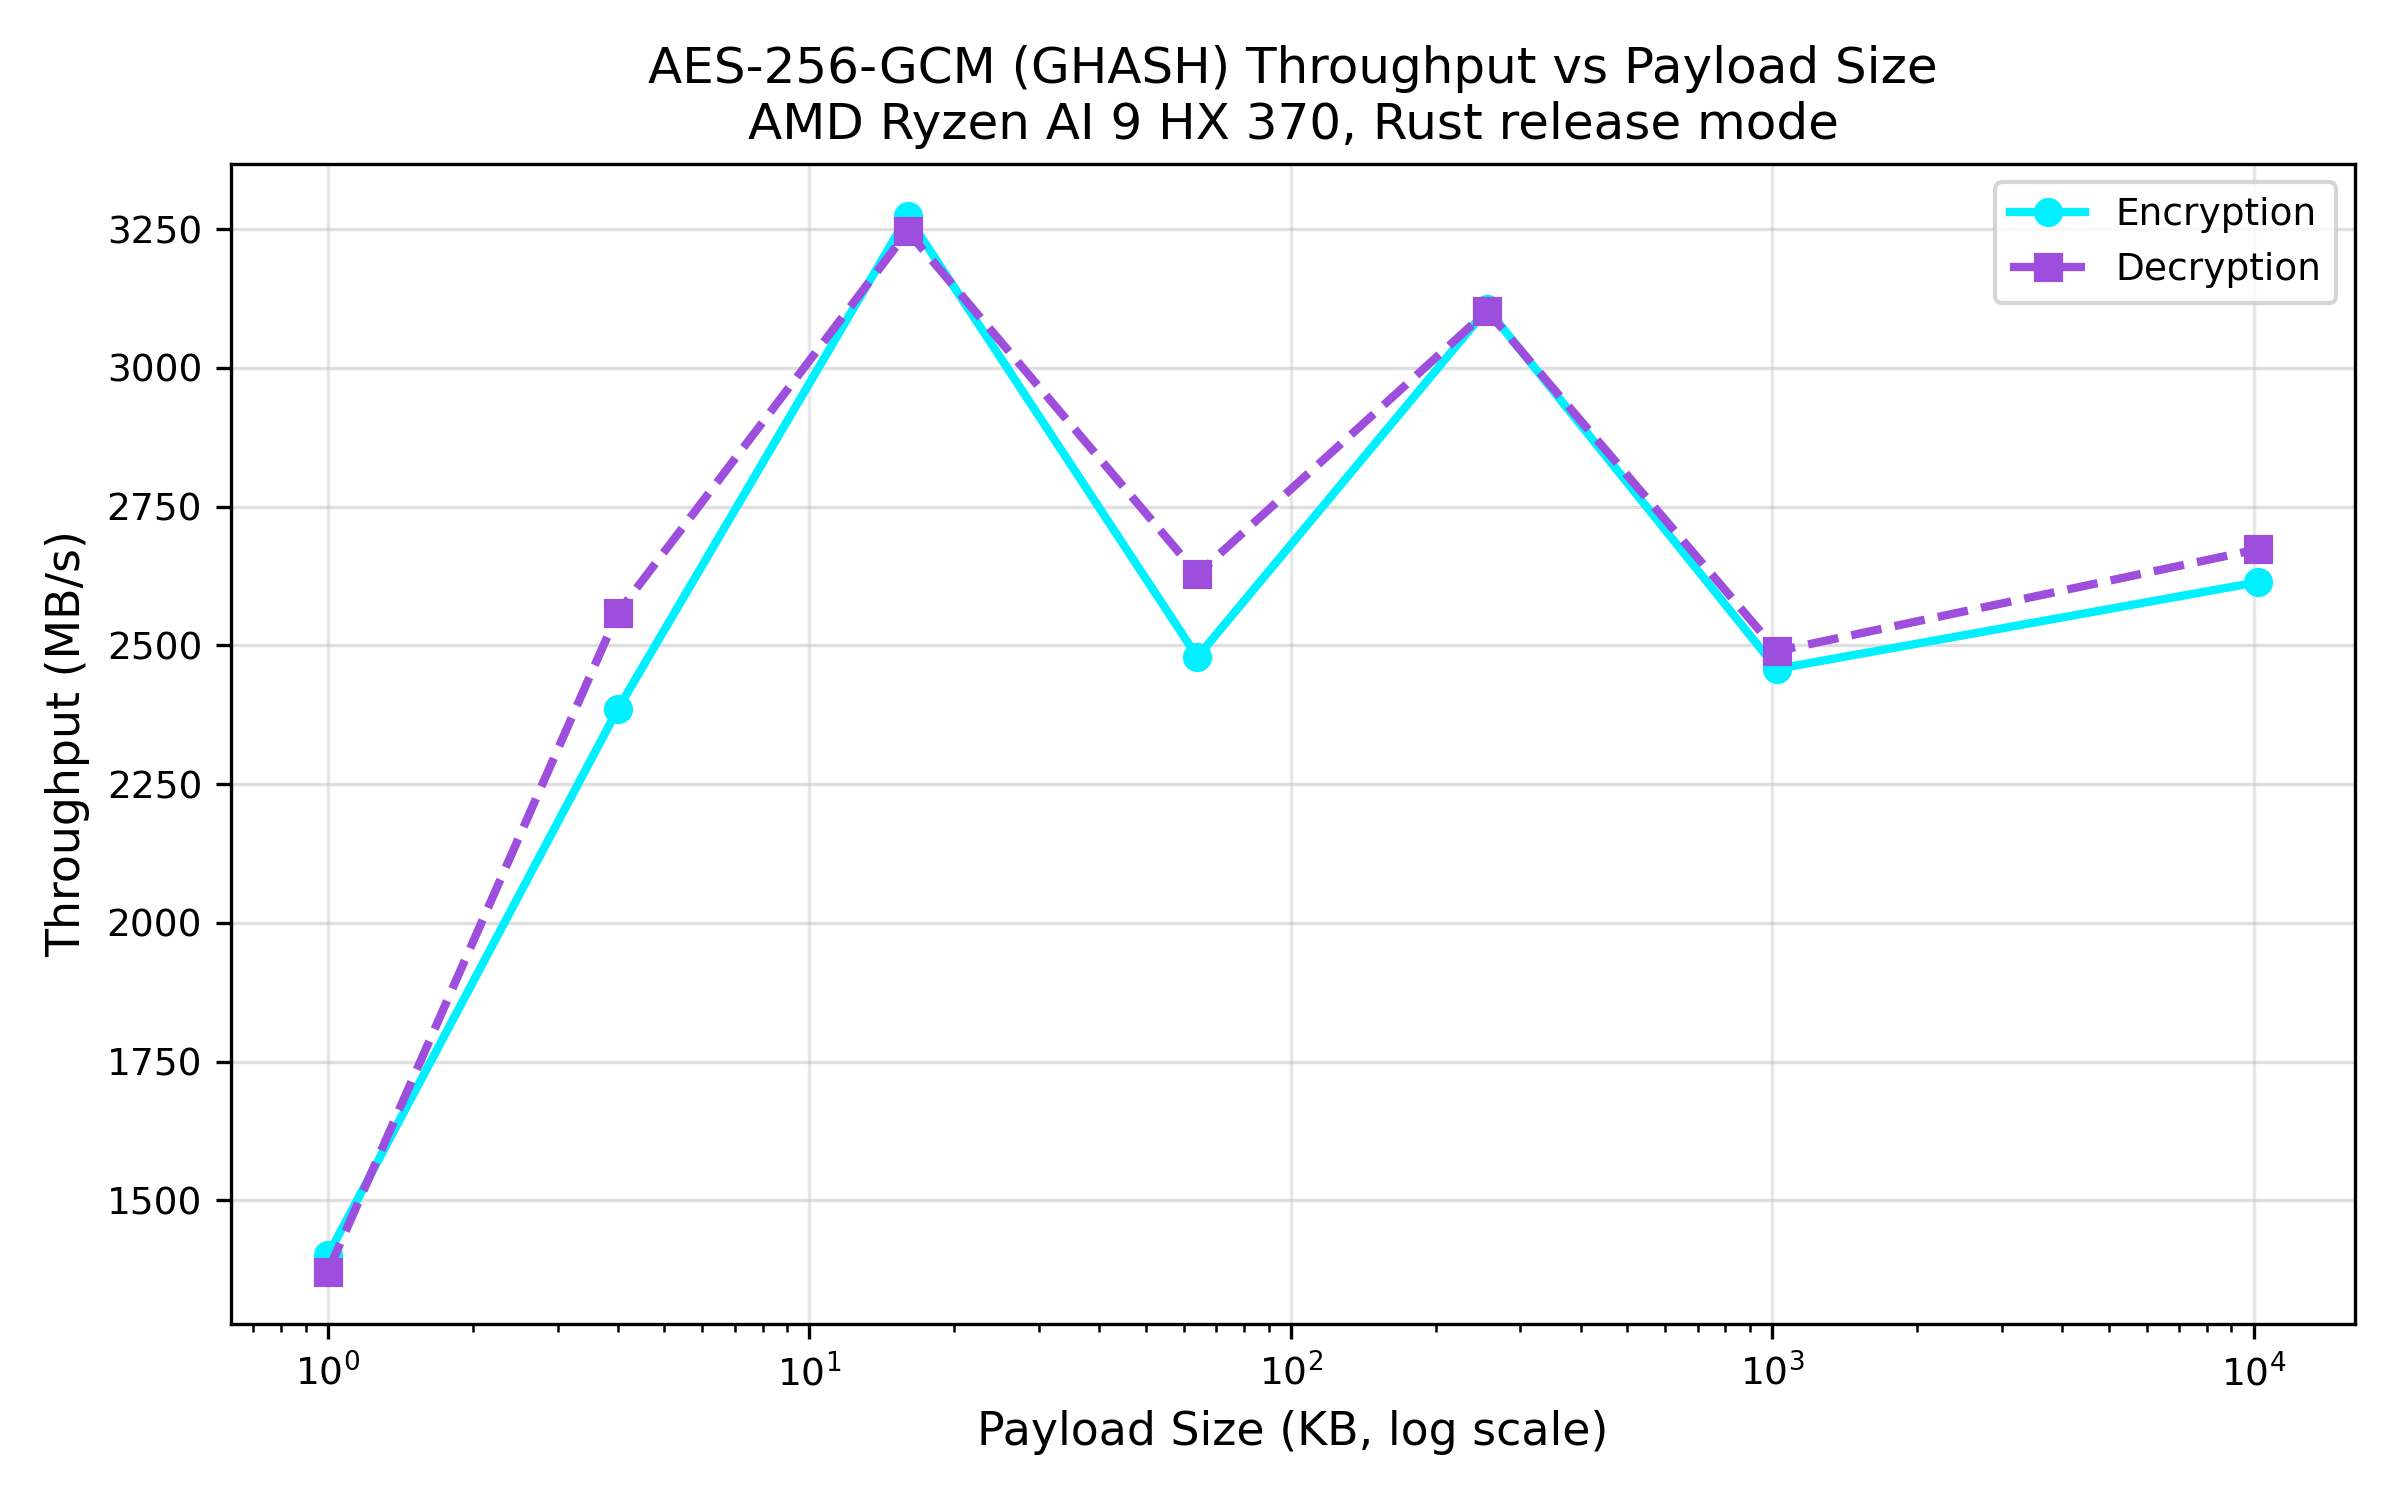 AES-256-GCM (GHASH) Throughput vs Payload Size
AMD Ryzen AI 9 HX 370, Rust release mode
Encryption
Decryption
Throughput (MB/s)
3250
3000
2750
2500
2250
2000
1750
1500
10⁰ 10¹ 10² 10³ 10⁴
Payload Size (KB, log scale)